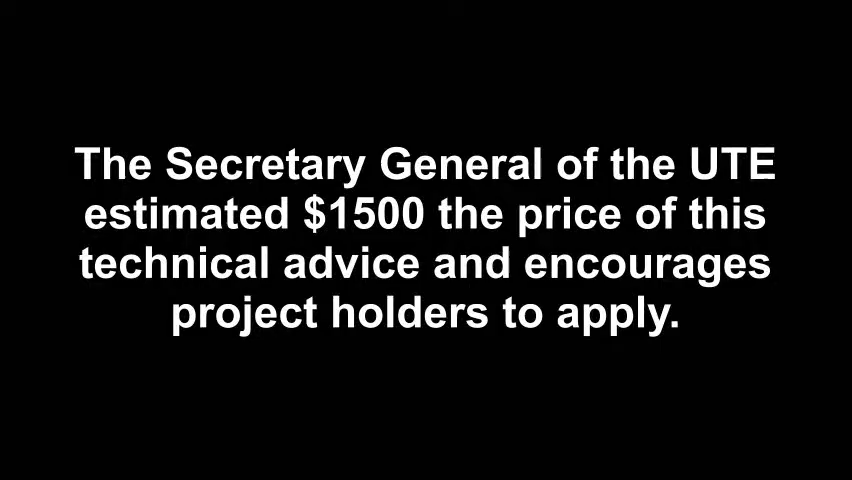 The Secretary General of the UTE
estimated $1500 the price of this
technical advice and encourages
project holders to apply.